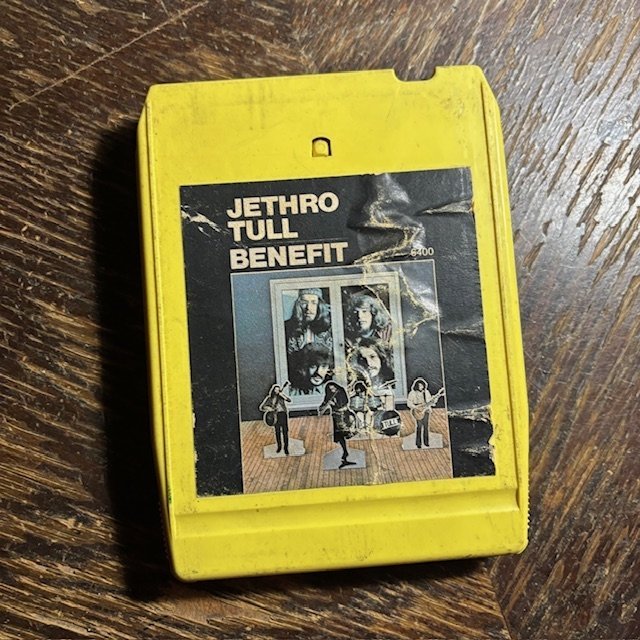 JETHRO
TULL
BENEFIT
6400